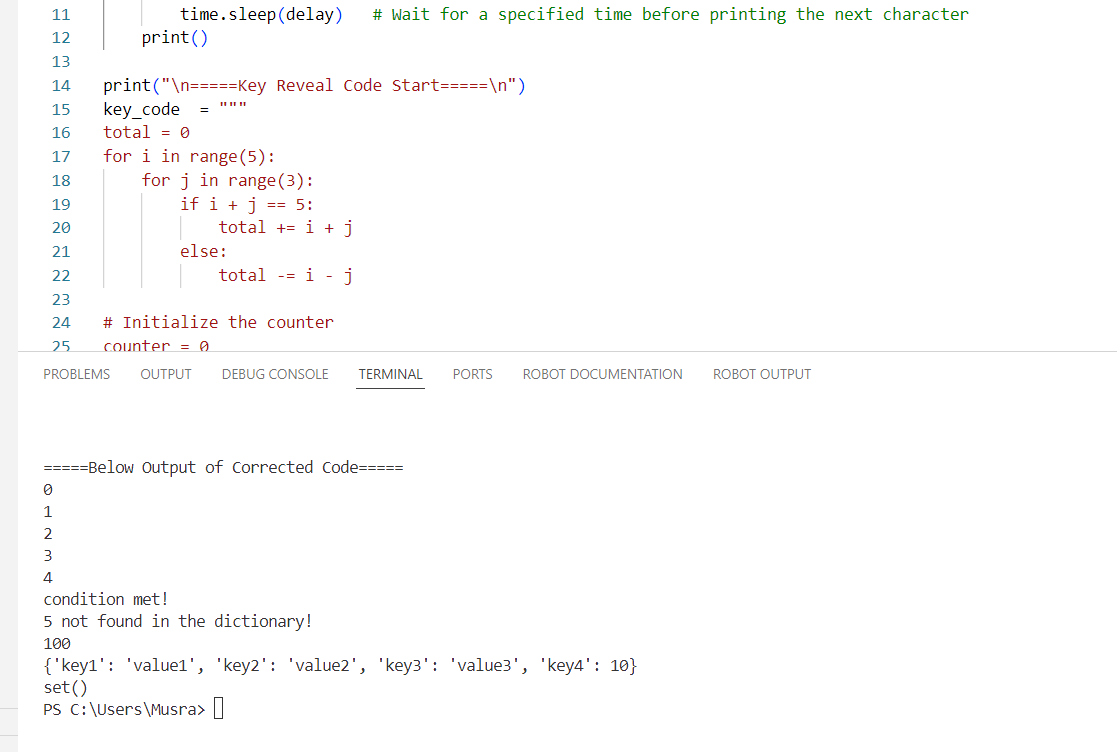 11 time.sleep(delay) # Wait for a specified time before printing the next character
12 print()
13
14 print("\n=====Key Reveal Code Start=====\n")
15 key_code = """
16 total = 0
17 for i in range(5):
18 for j in range(3):
19 if i + j == 5:
20 total += i + j
21 else:
22 total -= i - j
23
24 # Initialize the counter
25 counter = 0
PROBLEMS OUTPUT DEBUG CONSOLE TERMINAL PORTS ROBOT DOCUMENTATION ROBOT OUTPUT
=====Below Output of Corrected Code=====
0
1
2
3
4
condition met!
5 not found in the dictionary!
100
{'key1': 'value1', 'key2': 'value2', 'key3': 'value3', 'key4': 10}
set()
PS C:\Users\Musra>